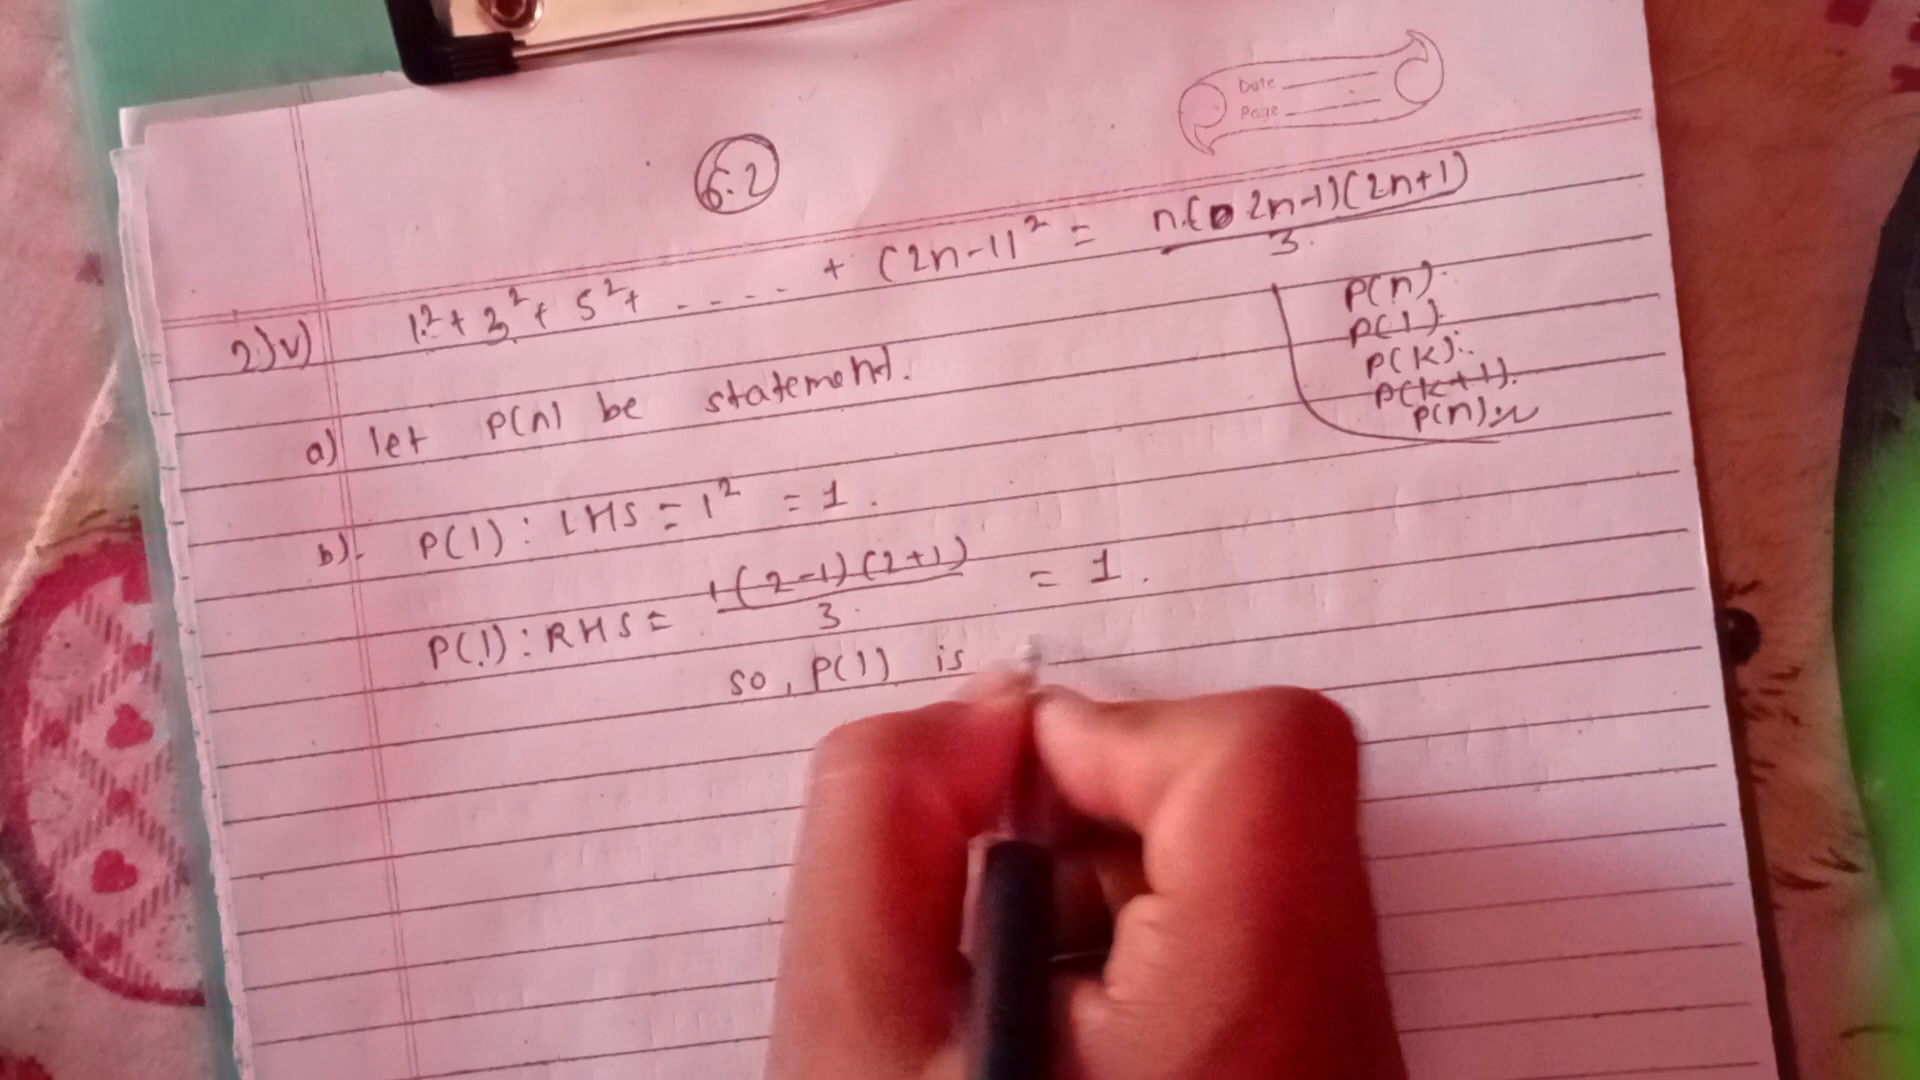 Date
Page
6.2
2.) v) 1² + 3² + 5² + ..... + (2n-1)² = n.(2n-1)(2n+1) / 3.
P(n):
P(1):
P(k):
P(k+1).
P(n):
a) let P(n) be statement.
b). P(1) : LHS = 1² = 1.
P(1) : RHS = 1(2-1)(2+1) / 3. = 1.
so, P(1) is